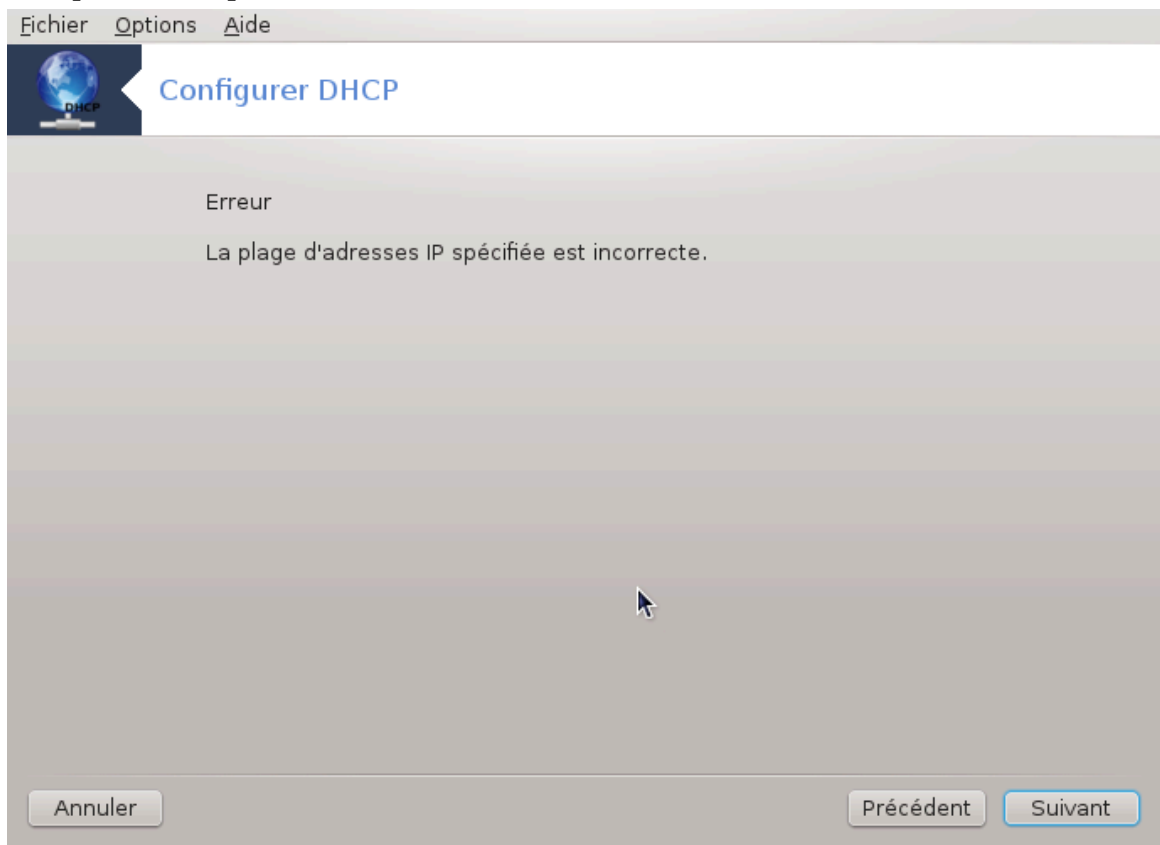 Fichier Options Aide
DHCP
Configurer DHCP
Erreur
La plage d'adresses IP spécifiée est incorrecte.
Annuler
Précédent
Suivant